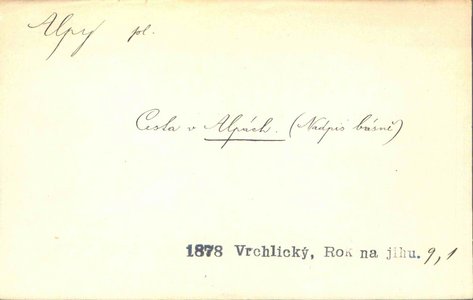 Alpy pl.
Cesta v Alpách. (Nadpis básně)
1878 Vrchlický, Rok na jihu. 9,1